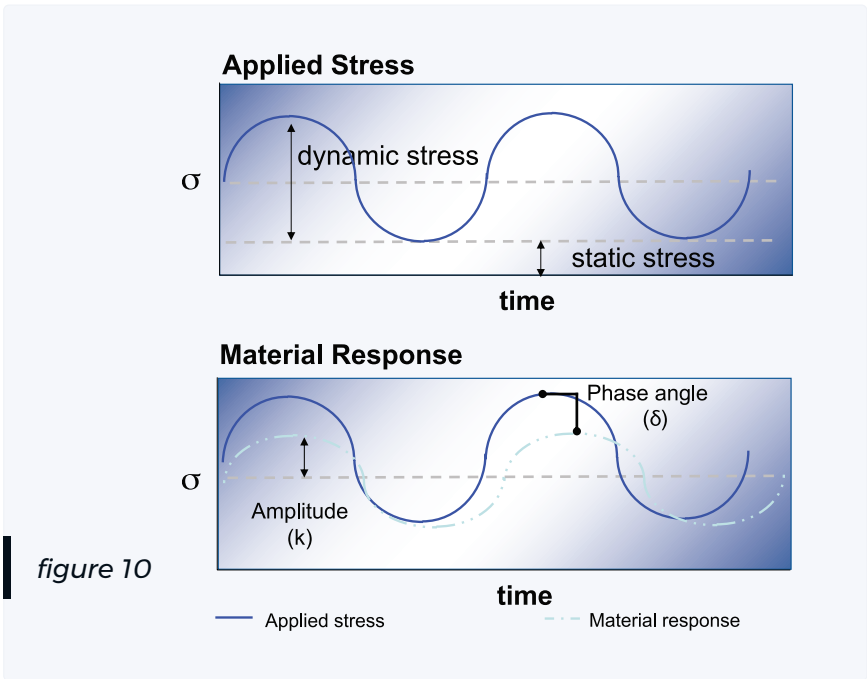 Applied Stress
dynamic stress
σ
static stress
time
Material Response
Phase angle
(δ)
σ
Amplitude
(k)
figure 10
time
Applied stress
Material response